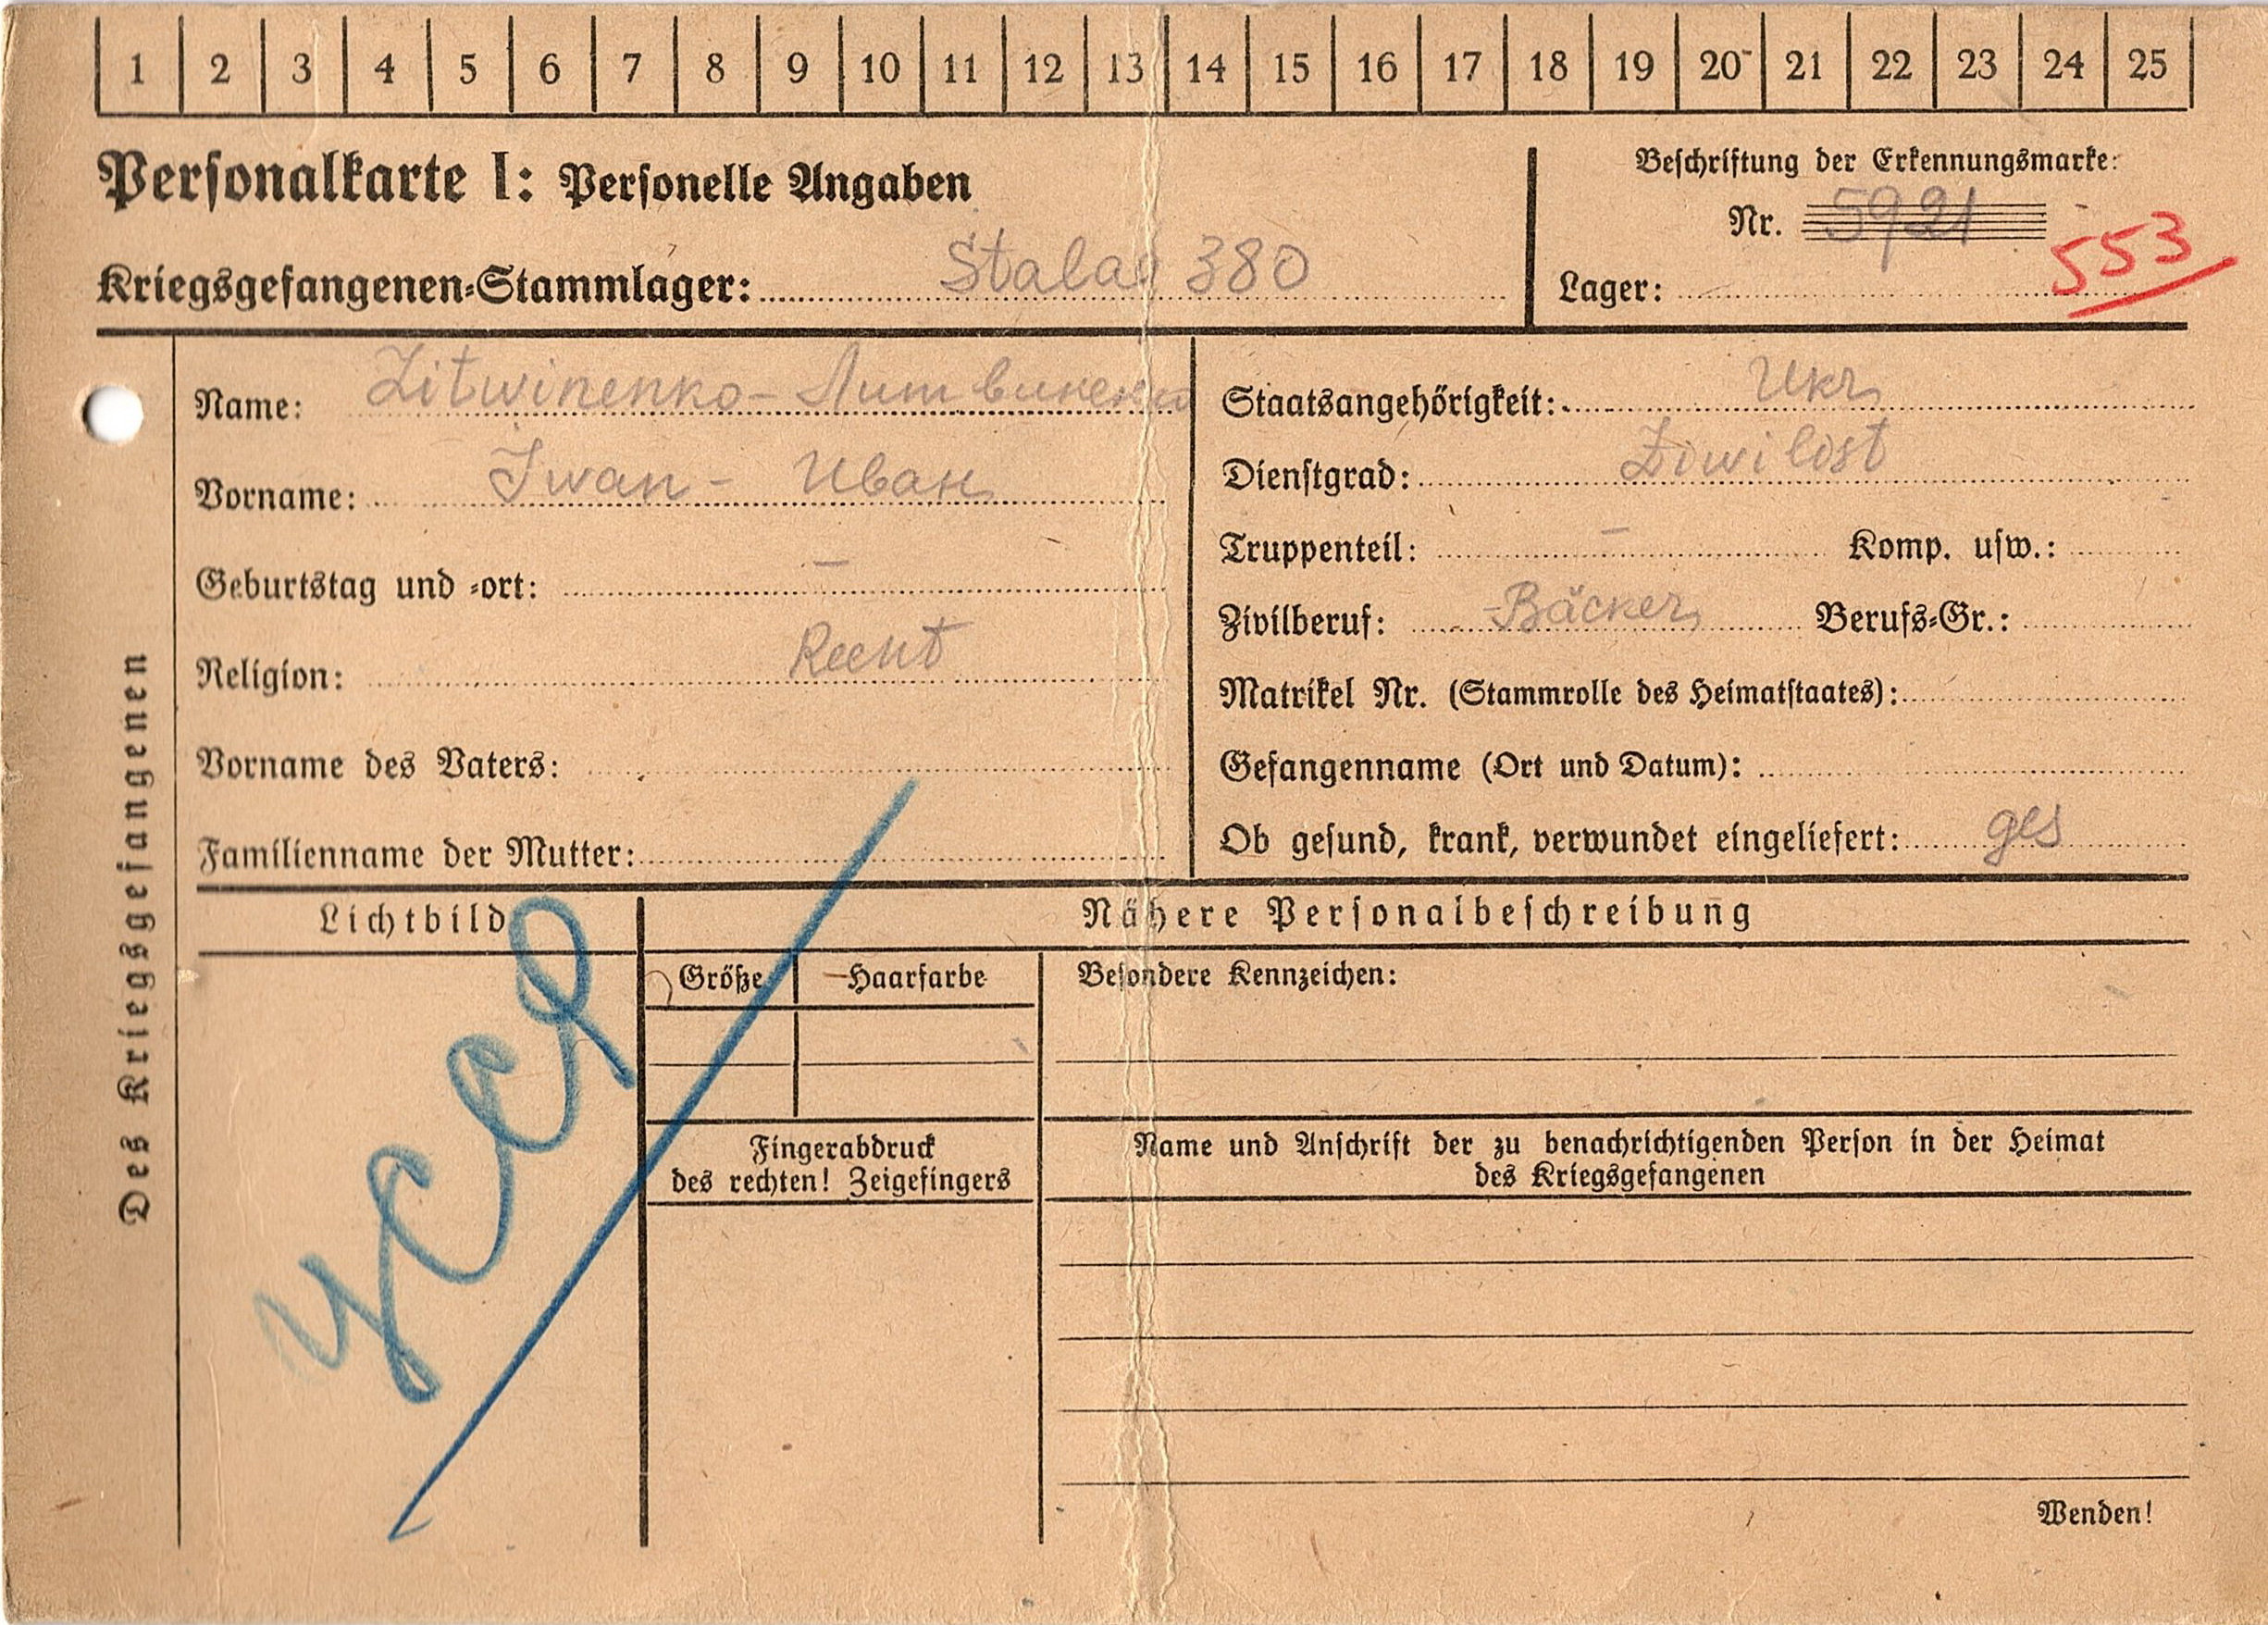 1 2 3 4 5 6 7 8 9 10 11 12 13 14 15 16 17 18 19 20 21 22 23 24 25
Personalkarte I: Personelle Angaben
Beschriftung der Erkennungsmarke:
Nr. 5921
553
Kriegsgefangenen-Stammlager: Stalag 380
Lager:
Des Kriegsgefangenen
Name: Litwinenko - Литвиненко
Vorname: Iwan - Иван
Geburtstag und -ort: –
Religion:
Vorname des Vaters:
Familienname der Mutter:
Staatsangehörigkeit: Ukr
Dienstgrad:
Truppenteil: – Komp. usw.:
Zivilberuf: Bäcker Berufs-Gr.:
Matrikel Nr. (Stammrolle des Heimatstaates):
Gefangenname (Ort und Datum):
Ob gesund, krank, verwundet eingeliefert: ges
Lichtbild
Nähere Personalbeschreibung
Größe Haarfarbe Besondere Kennzeichen:
Fingerabdruck
des rechten! Zeigefingers
Name und Anschrift der zu benachrichtigenden Person in der Heimat
des Kriegsgefangenen
Wenden!